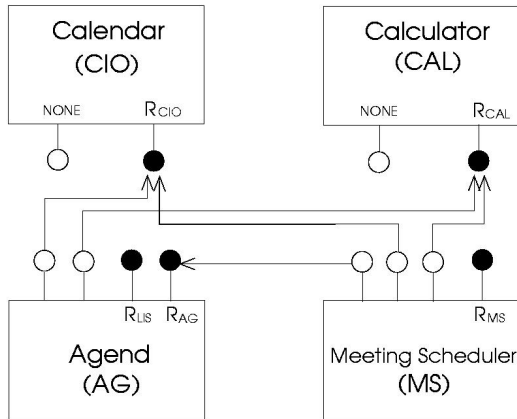 Calendar
(CIO)
NONE RCIO
Calculator
(CAL)
NONE RCAL
RLIS RAG
Agend
(AG)
RMS
Meeting Scheduler
(MS)